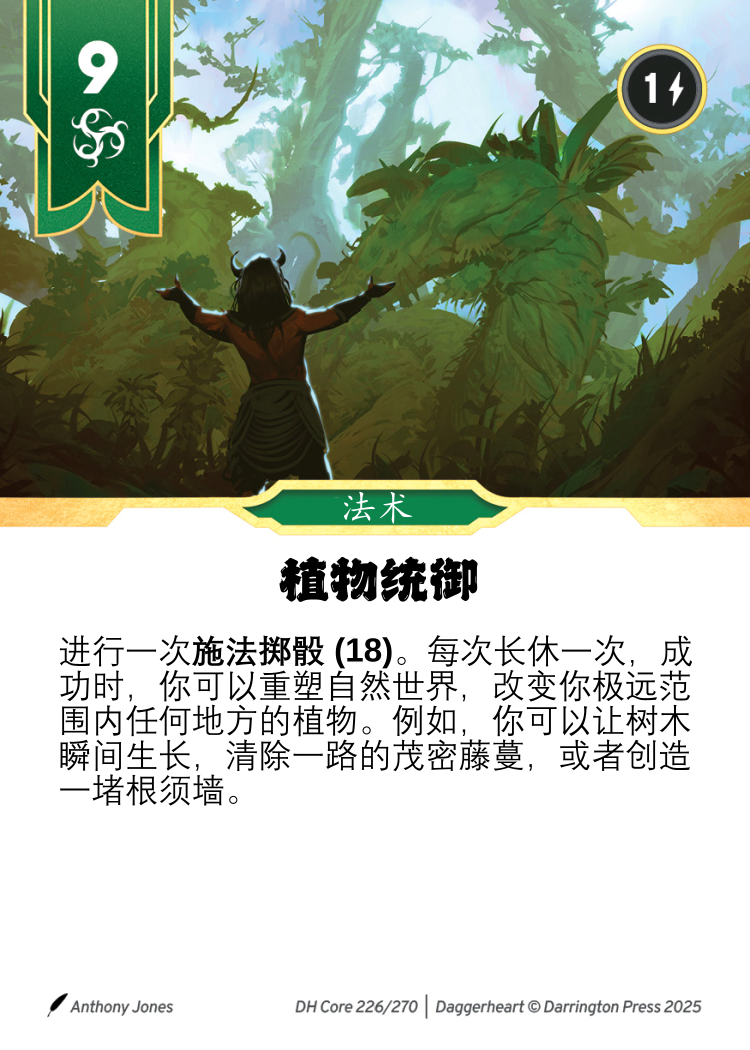 9
1
法术
植物统御
进行一次施法掷骰 (18)。每次长休一次，成
功时，你可以重塑自然世界，改变你极远范
围内任何地方的植物。例如，你可以让树木
瞬间生长，清除一路的茂密藤蔓，或者创造
一堵根须墙。
Anthony Jones
DH Core 226/270 | Daggerheart © Darrington Press 2025